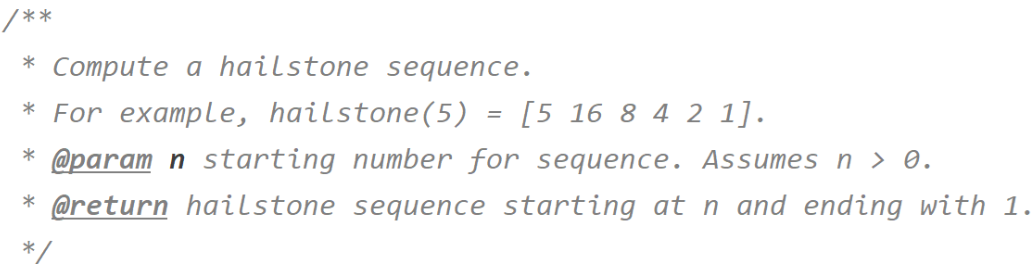 /**
 * Compute a hailstone sequence.
 * For example, hailstone(5) = [5 16 8 4 2 1].
 * @param n starting number for sequence. Assumes n > 0.
 * @return hailstone sequence starting at n and ending with 1.
 */